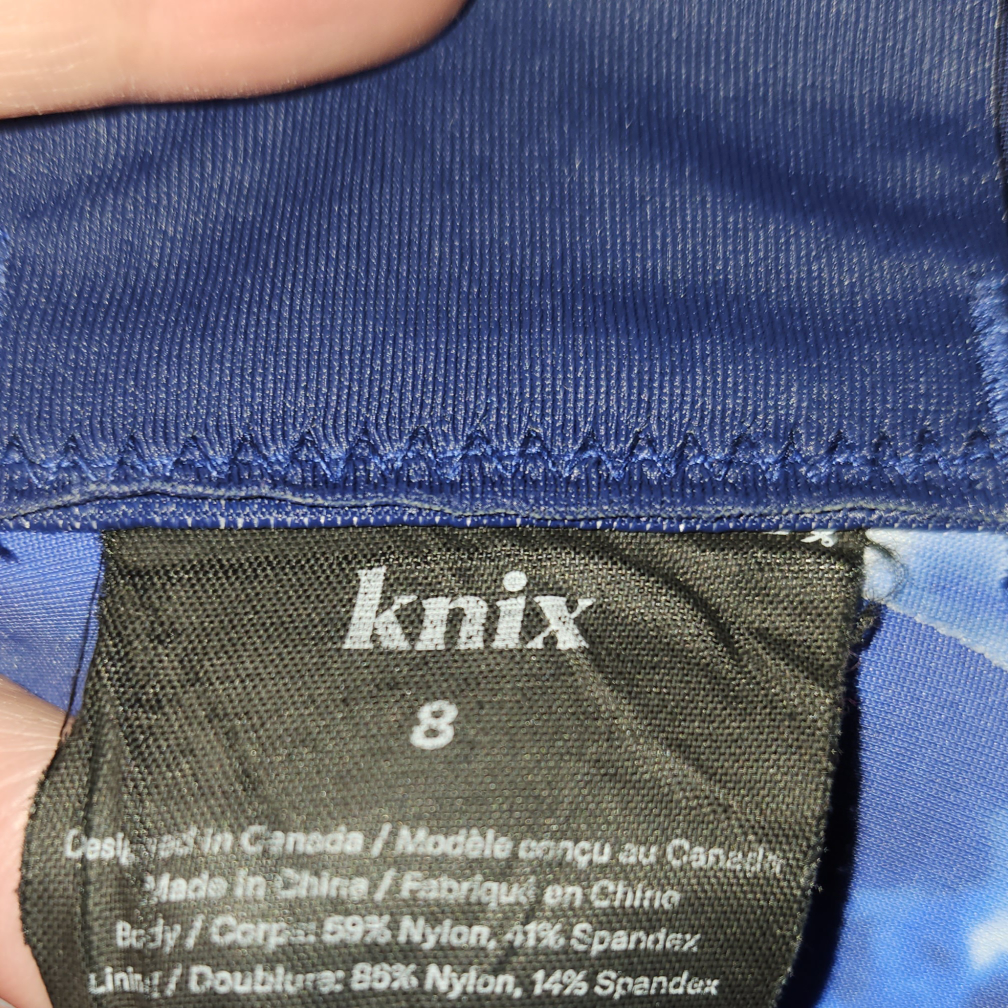 knix
8
Designed in Canada / Modèle conçu au Canada
Made in China / Fabriqué en Chine
Body / Corps: 59% Nylon, 41% Spandex
Lining / Doublure: 86% Nylon, 14% Spandex